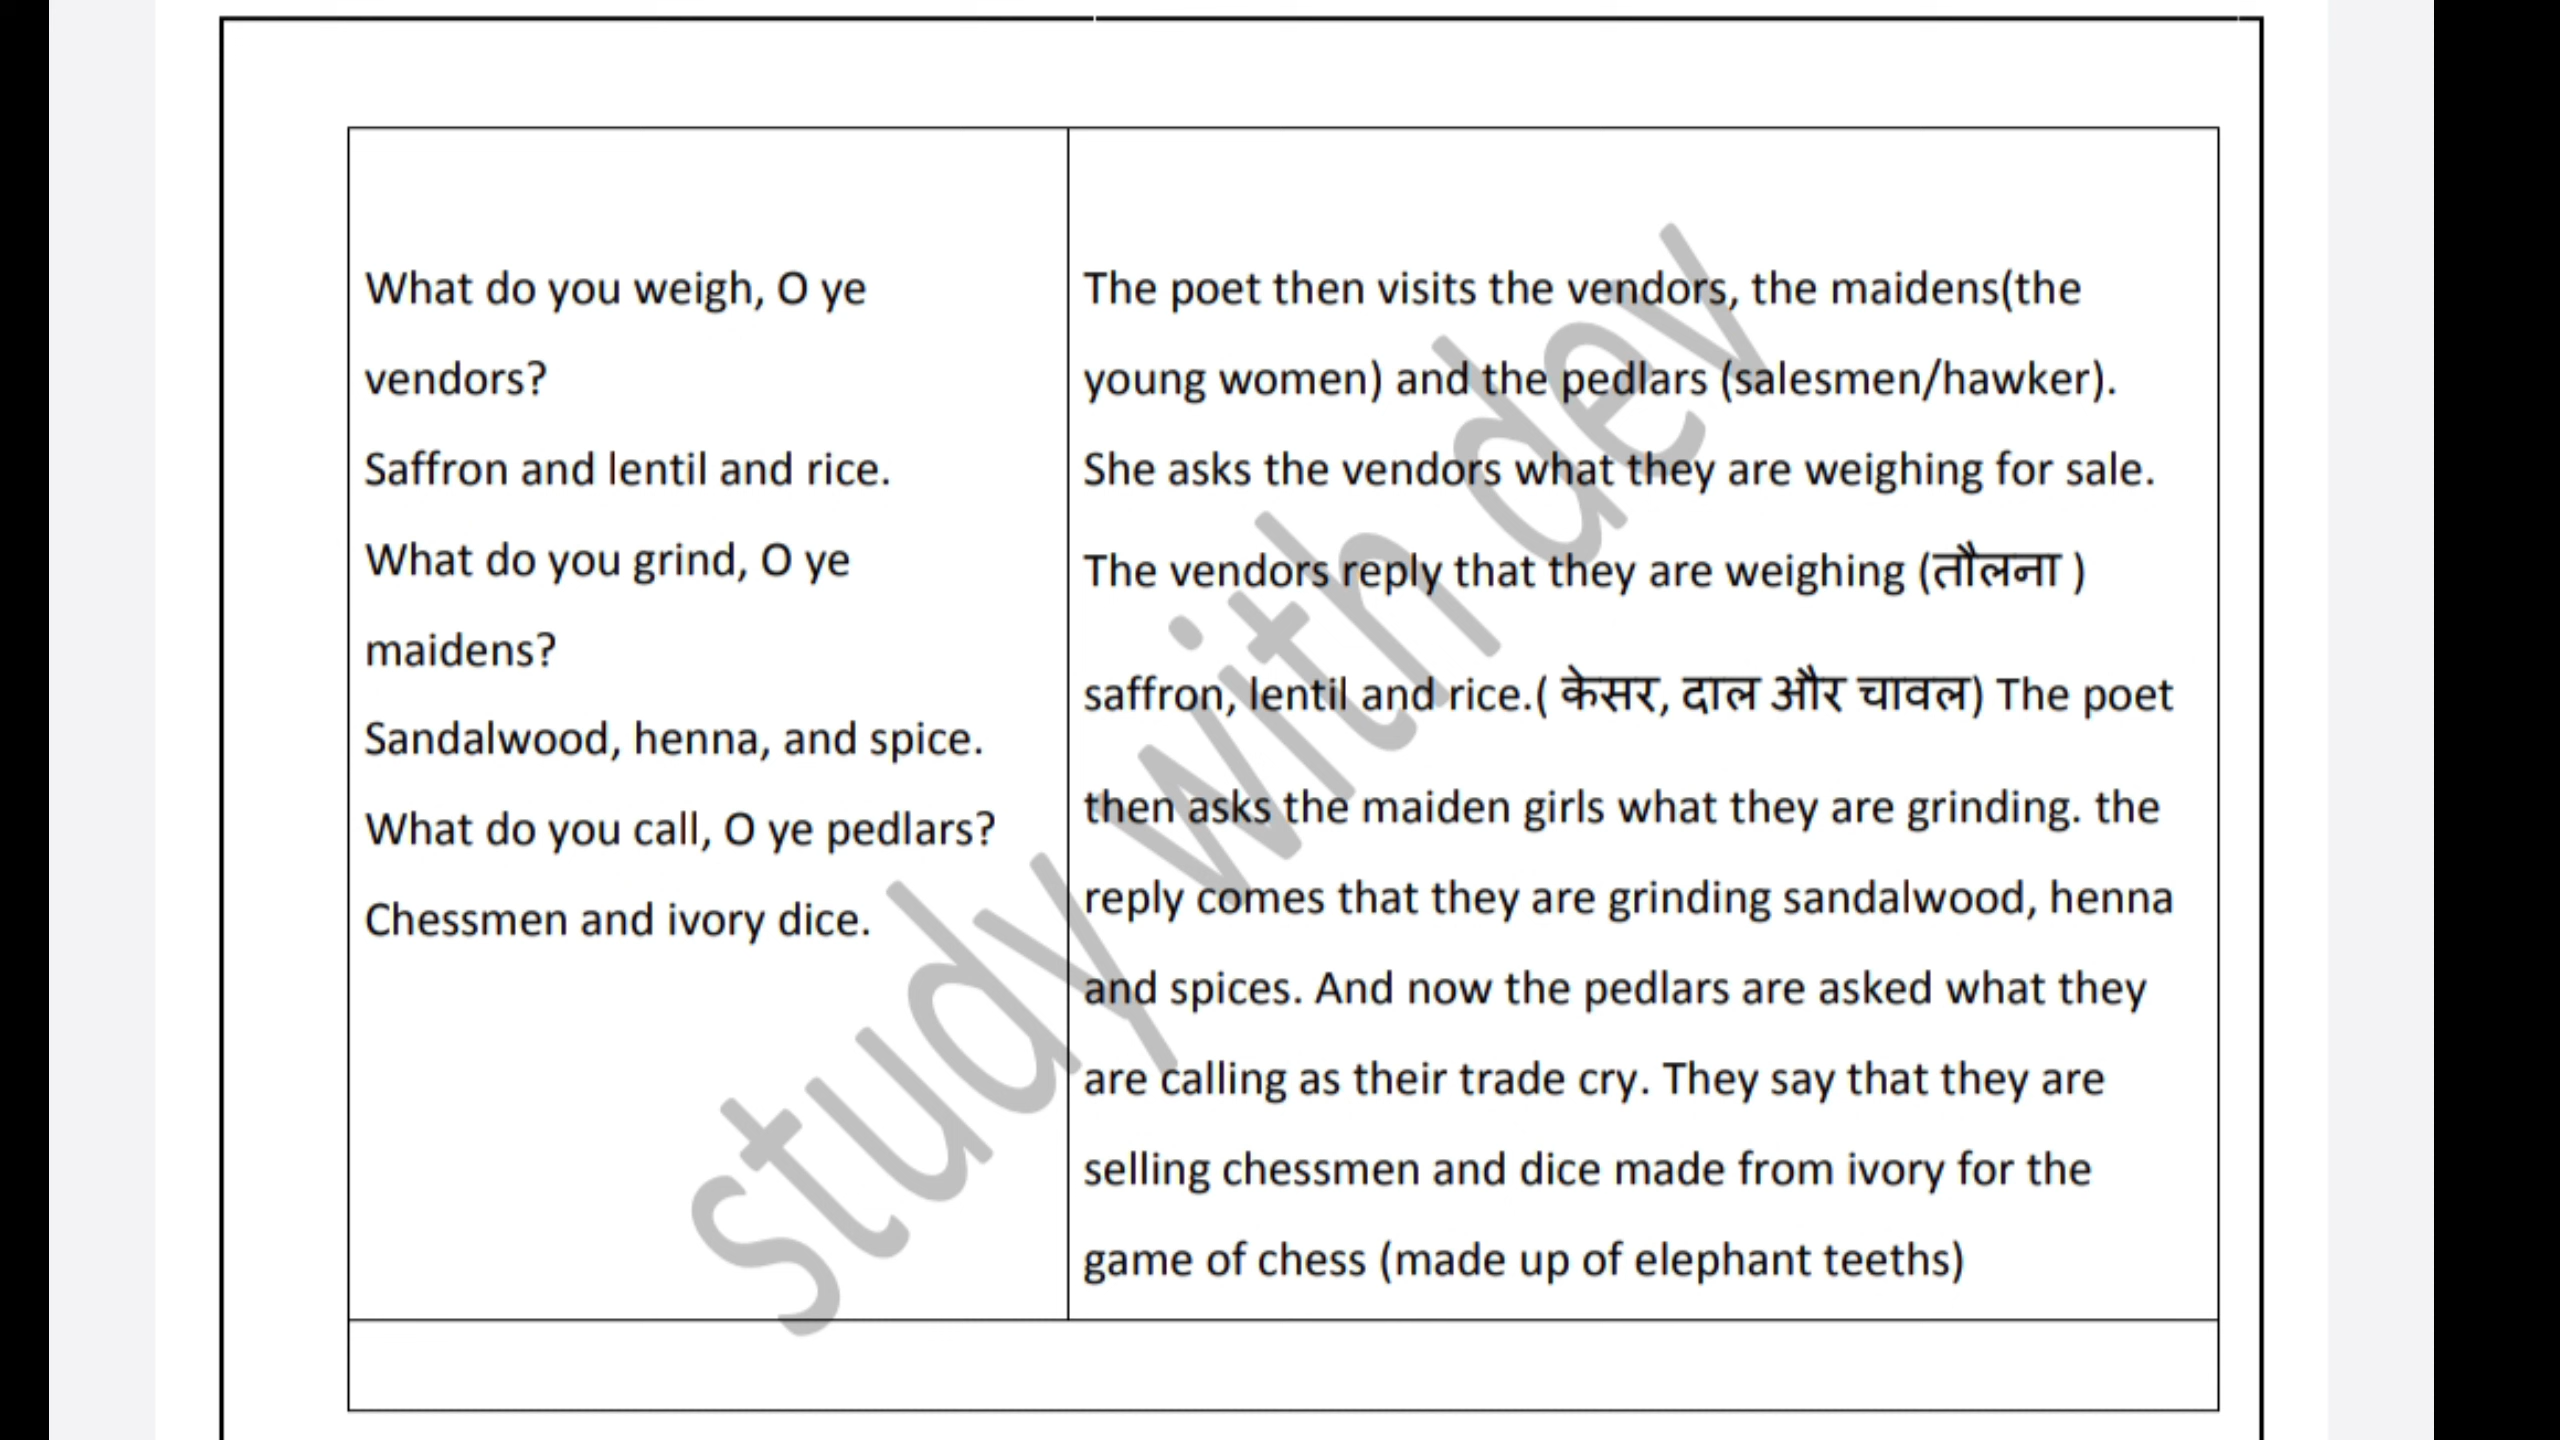 What do you weigh, O ye
vendors?
Saffron and lentil and rice.
What do you grind, O ye
maidens?
Sandalwood, henna, and spice.
What do you call, O ye pedlars?
Chessmen and ivory dice.
The poet then visits the vendors, the maidens(the
young women) and the pedlars (salesmen/hawker).
She asks the vendors what they are weighing for sale.
The vendors reply that they are weighing (तौलना )
saffron, lentil and rice.( केसर, दाल और चावल) The poet
then asks the maiden girls what they are grinding. the
reply comes that they are grinding sandalwood, henna
and spices. And now the pedlars are asked what they
are calling as their trade cry. They say that they are
selling chessmen and dice made from ivory for the
game of chess (made up of elephant teeths)
study with dev